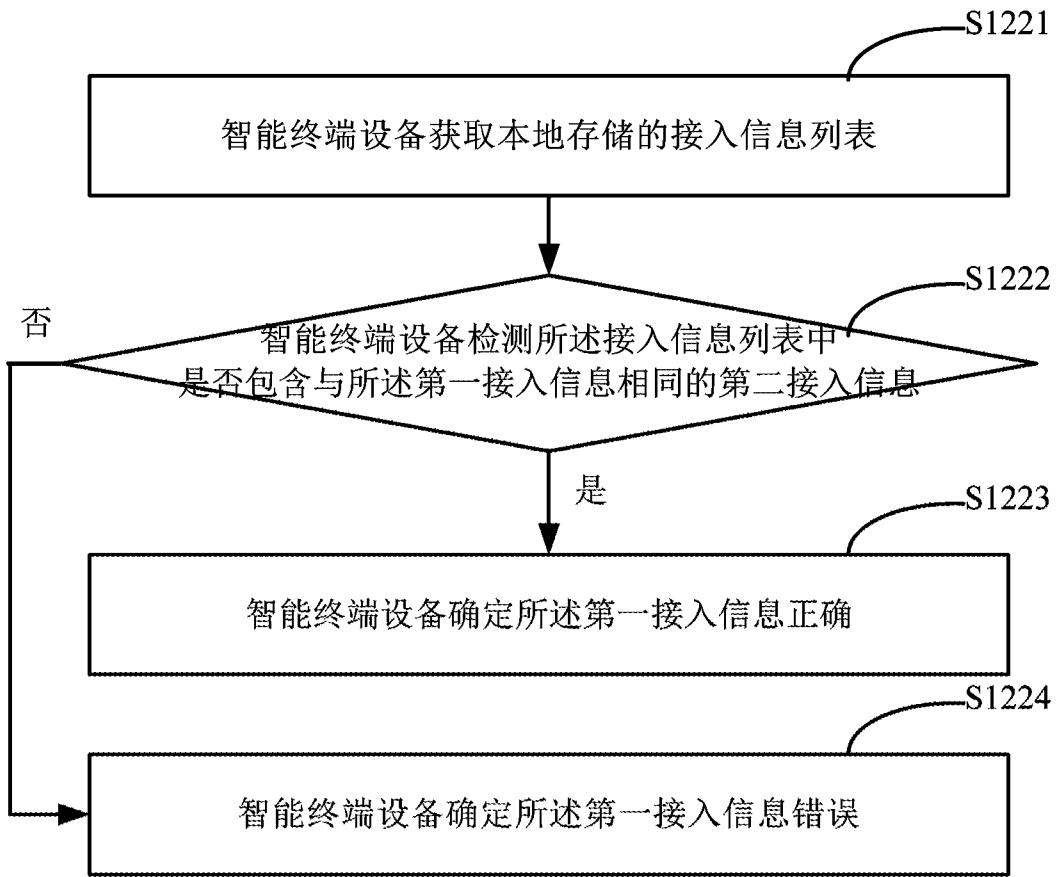 S1221
智能终端设备获取本地存储的接入信息列表
S1222
否
智能终端设备检测所述接入信息列表中
是否包含与所述第一接入信息相同的第二接入信息
是
S1223
智能终端设备确定所述第一接入信息正确
S1224
智能终端设备确定所述第一接入信息错误